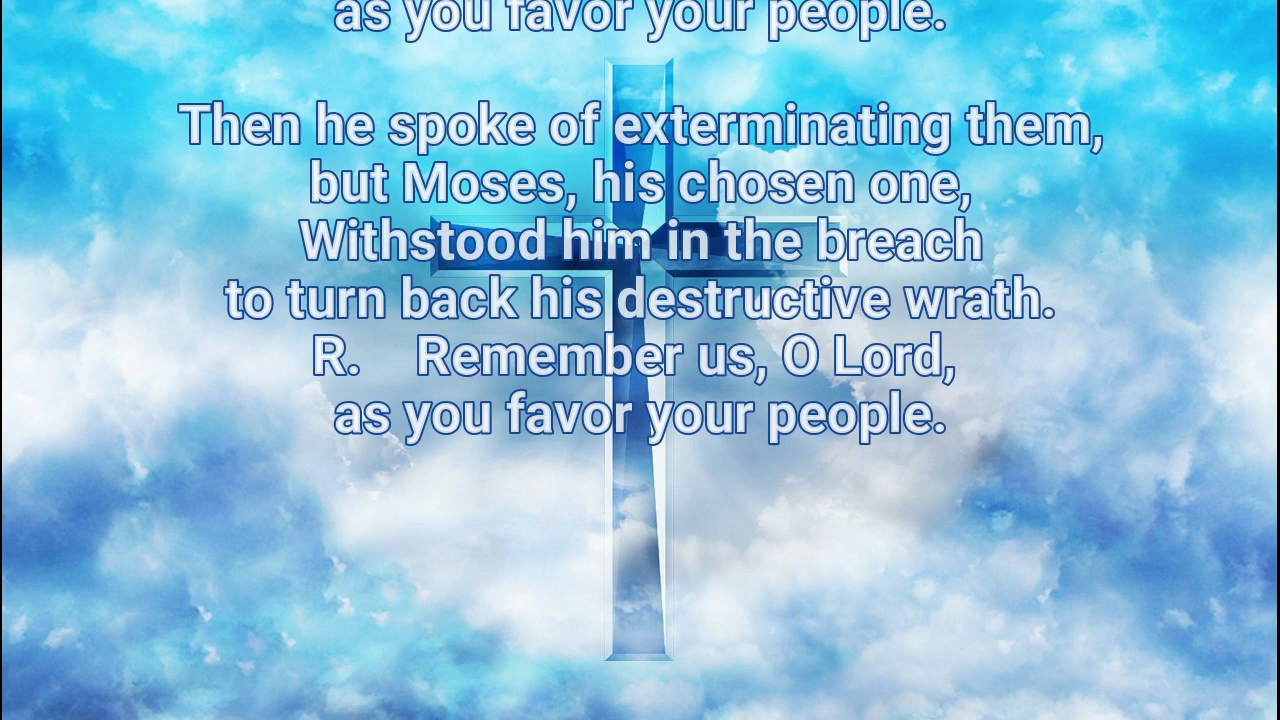 as you favor your people.
Then he spoke of exterminating them,
but Moses, his chosen one,
Withstood him in the breach
to turn back his destructive wrath.
R. Remember us, O Lord,
as you favor your people.